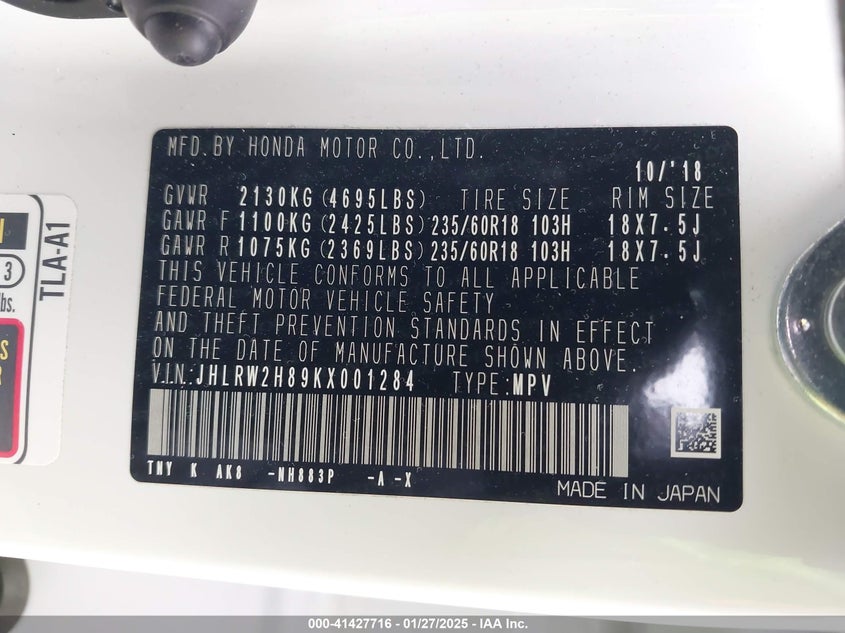 MFD.BY HONDA MOTOR CO.,LTD.
10/'18
GVWR 2130KG(4695LBS) TIRE SIZE RIM SIZE
GAWR F 1100KG(2425LBS)235/60R18 103H 18X7.5J
GAWR R 1075KG(2369LBS)235/60R18 103H 18X7.5J
THIS VEHICLE CONFORMS TO ALL APPLICABLE
FEDERAL MOTOR VEHICLE SAFETY
AND THEFT PREVENTION STANDARDS IN EFFECT
ON THE DATE OF MANUFACTURE SHOWN ABOVE.
V.I.N.:JHLRW2H89KX001284 TYPE:MPV
TNY K AK8 -NH883P -A -X
MADE IN JAPAN
TLA-A1
3
lbs.
000-41427716 — 01/27/2025 — IAA Inc.